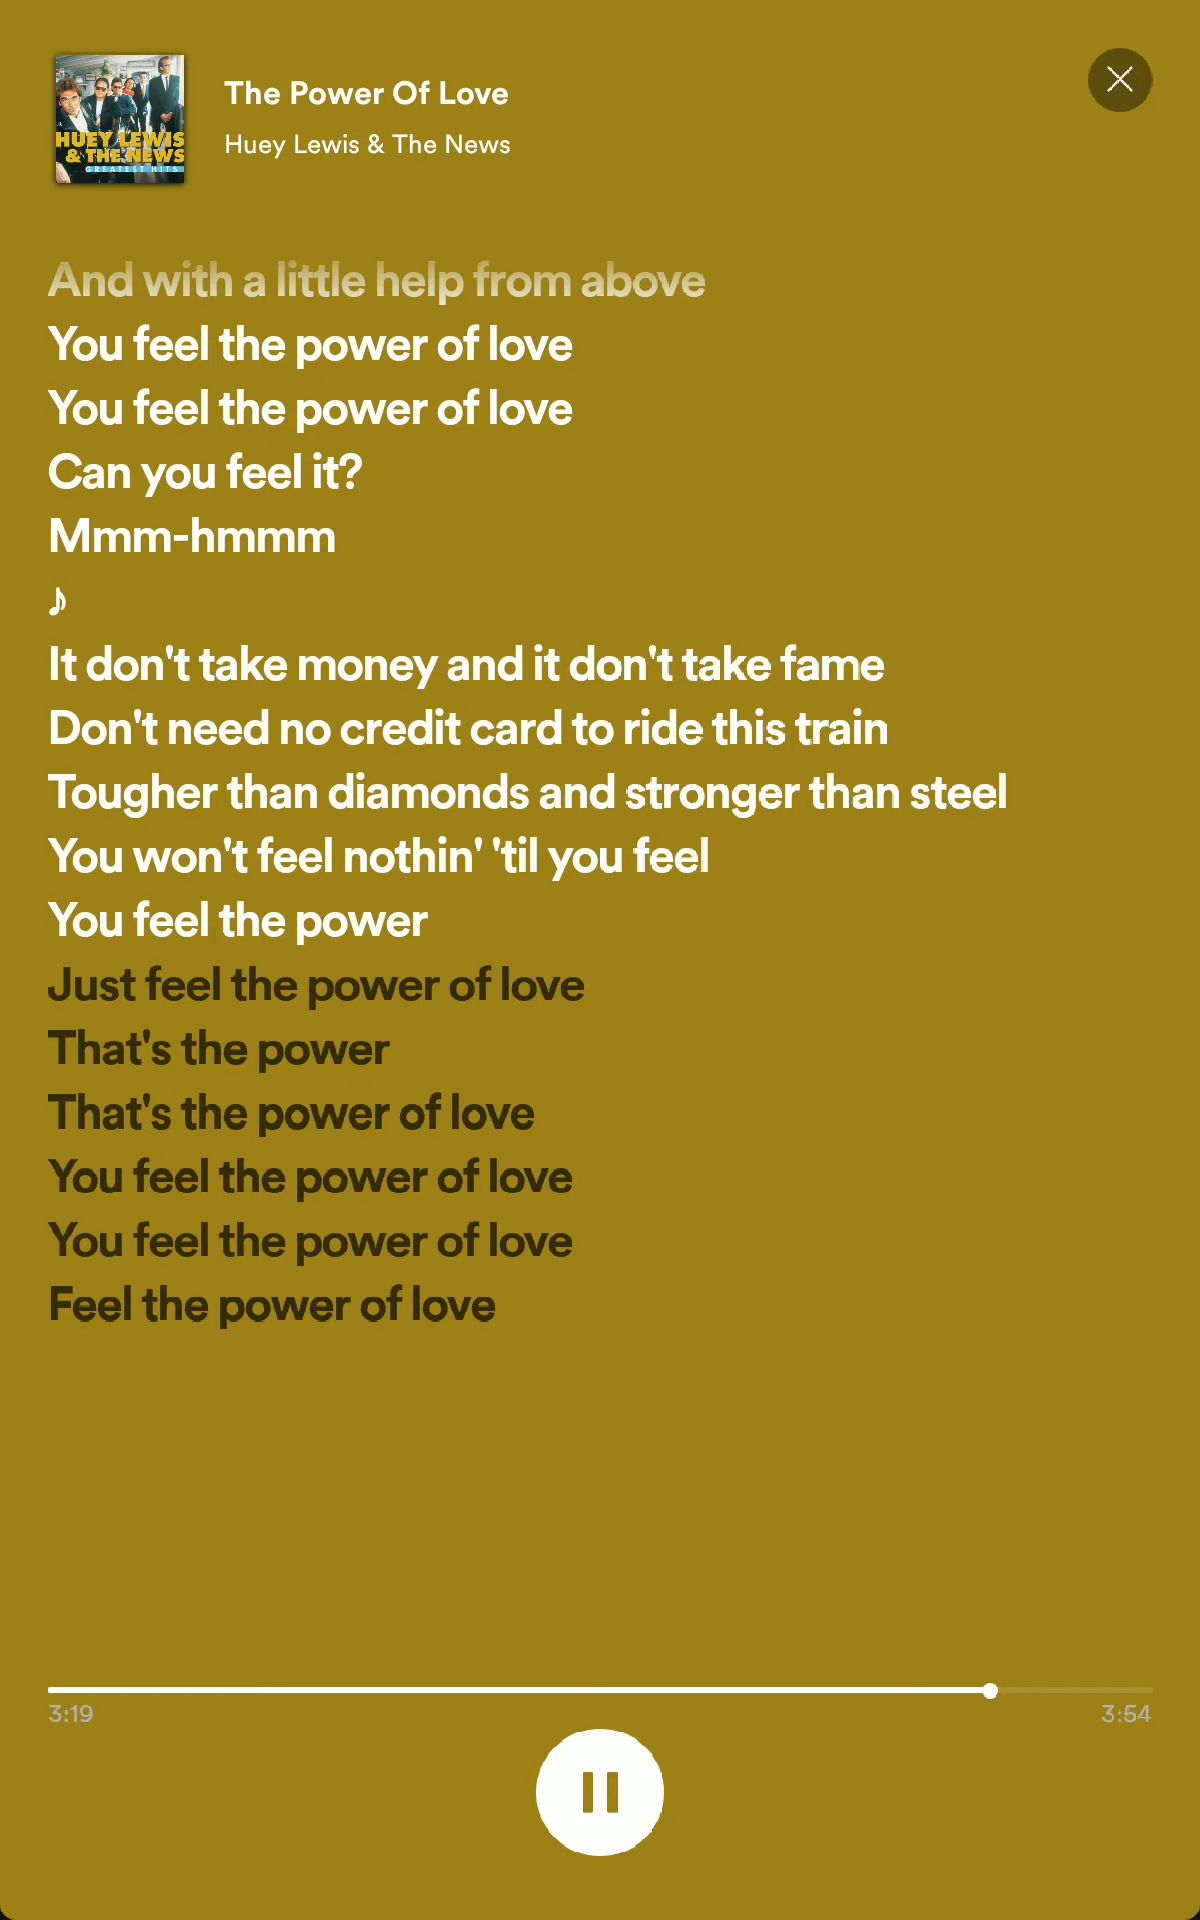 HUEY LEWIS
& THE NEWS
GREATEST HITS
The Power Of Love
Huey Lewis & The News
And with a little help from above
You feel the power of love
You feel the power of love
Can you feel it?
Mmm-hmmm
♪
It don't take money and it don't take fame
Don't need no credit card to ride this train
Tougher than diamonds and stronger than steel
You won't feel nothin' 'til you feel
You feel the power
Just feel the power of love
That's the power
That's the power of love
You feel the power of love
You feel the power of love
Feel the power of love
3:19
3:54